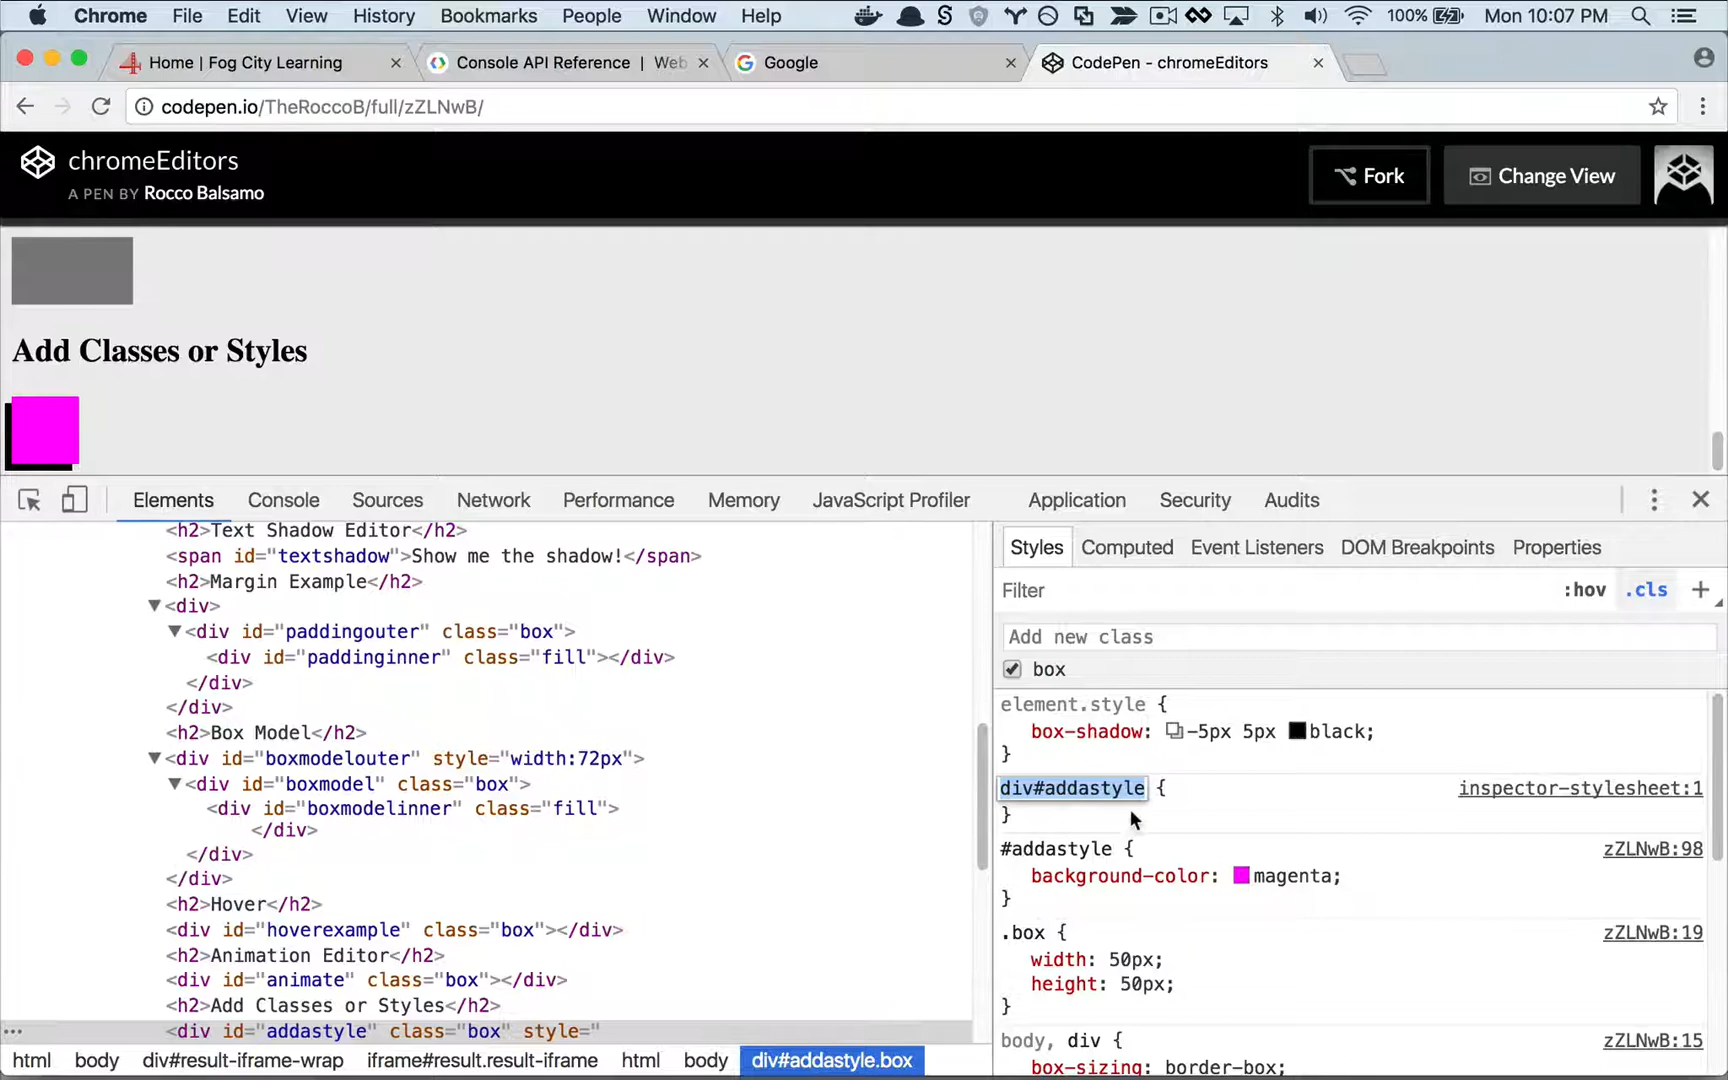 Chrome File Edit View History Bookmarks People Window Help 100% Mon 10:07 PM
Home | Fog City Learning Console API Reference | Web Google CodePen - chromeEditors
codepen.io/TheRoccoB/full/zZLNwB/
chromeEditors
A PEN BY Rocco Balsamo
Fork Change View
Add Classes or Styles
Elements Console Sources Network Performance Memory JavaScript Profiler Application Security Audits
<h2>Text Shadow Editor</h2>
<span id="textshadow">Show me the shadow!</span>
<h2>Margin Example</h2>
<div>
<div id="paddingouter" class="box">
<div id="paddinginner" class="fill"></div>
</div>
</div>
<h2>Box Model</h2>
<div id="boxmodelouter" style="width:72px">
<div id="boxmodel" class="box">
<div id="boxmodelinner" class="fill">
</div>
</div>
</div>
<h2>Hover</h2>
<div id="hoverexample" class="box"></div>
<h2>Animation Editor</h2>
<div id="animate" class="box"></div>
<h2>Add Classes or Styles</h2>
<div id="addastyle" class="box" style="
html body div#result-iframe-wrap iframe#result.result-iframe html body div#addastyle.box
Styles Computed Event Listeners DOM Breakpoints Properties
Filter :hov .cls +
Add new class
box
element.style {
box-shadow: -5px 5px black;
}
div#addastyle { inspector-stylesheet:1
}
#addastyle { zZLNwB:98
background-color: magenta;
}
.box { zZLNwB:19
width: 50px;
height: 50px;
}
body, div { zZLNwB:15
box-sizing: border-box;